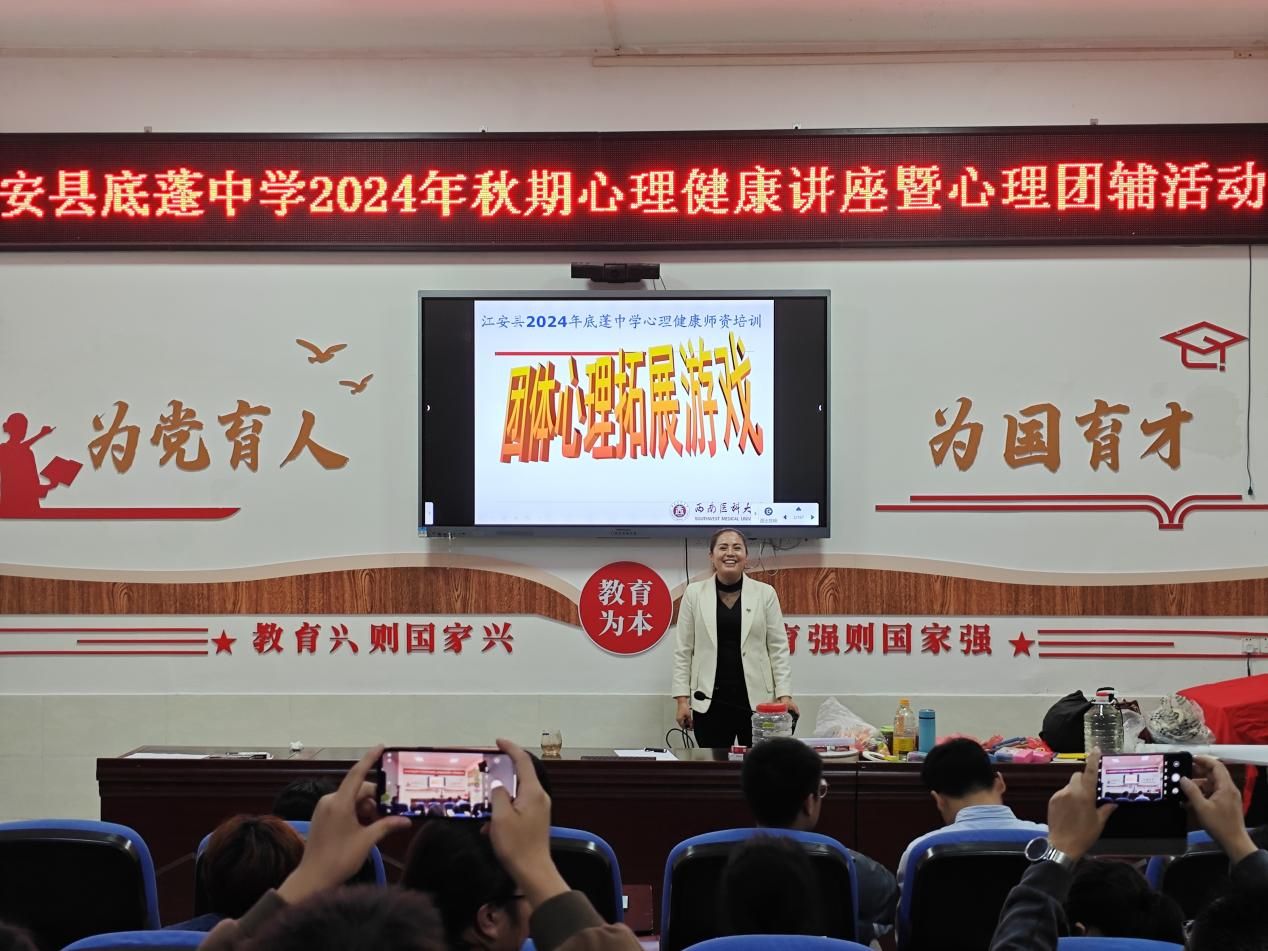 安县底蓬中学2024年秋期心理健康讲座暨心理团辅活动
江安县2024年底蓬中学心理健康师资培训
团体心理拓展游戏
西南医科大
SOUTHWEST MEDICAL UNIV
为党育人
为国育才
教育
为本
教育兴则国家兴
育强则国家强